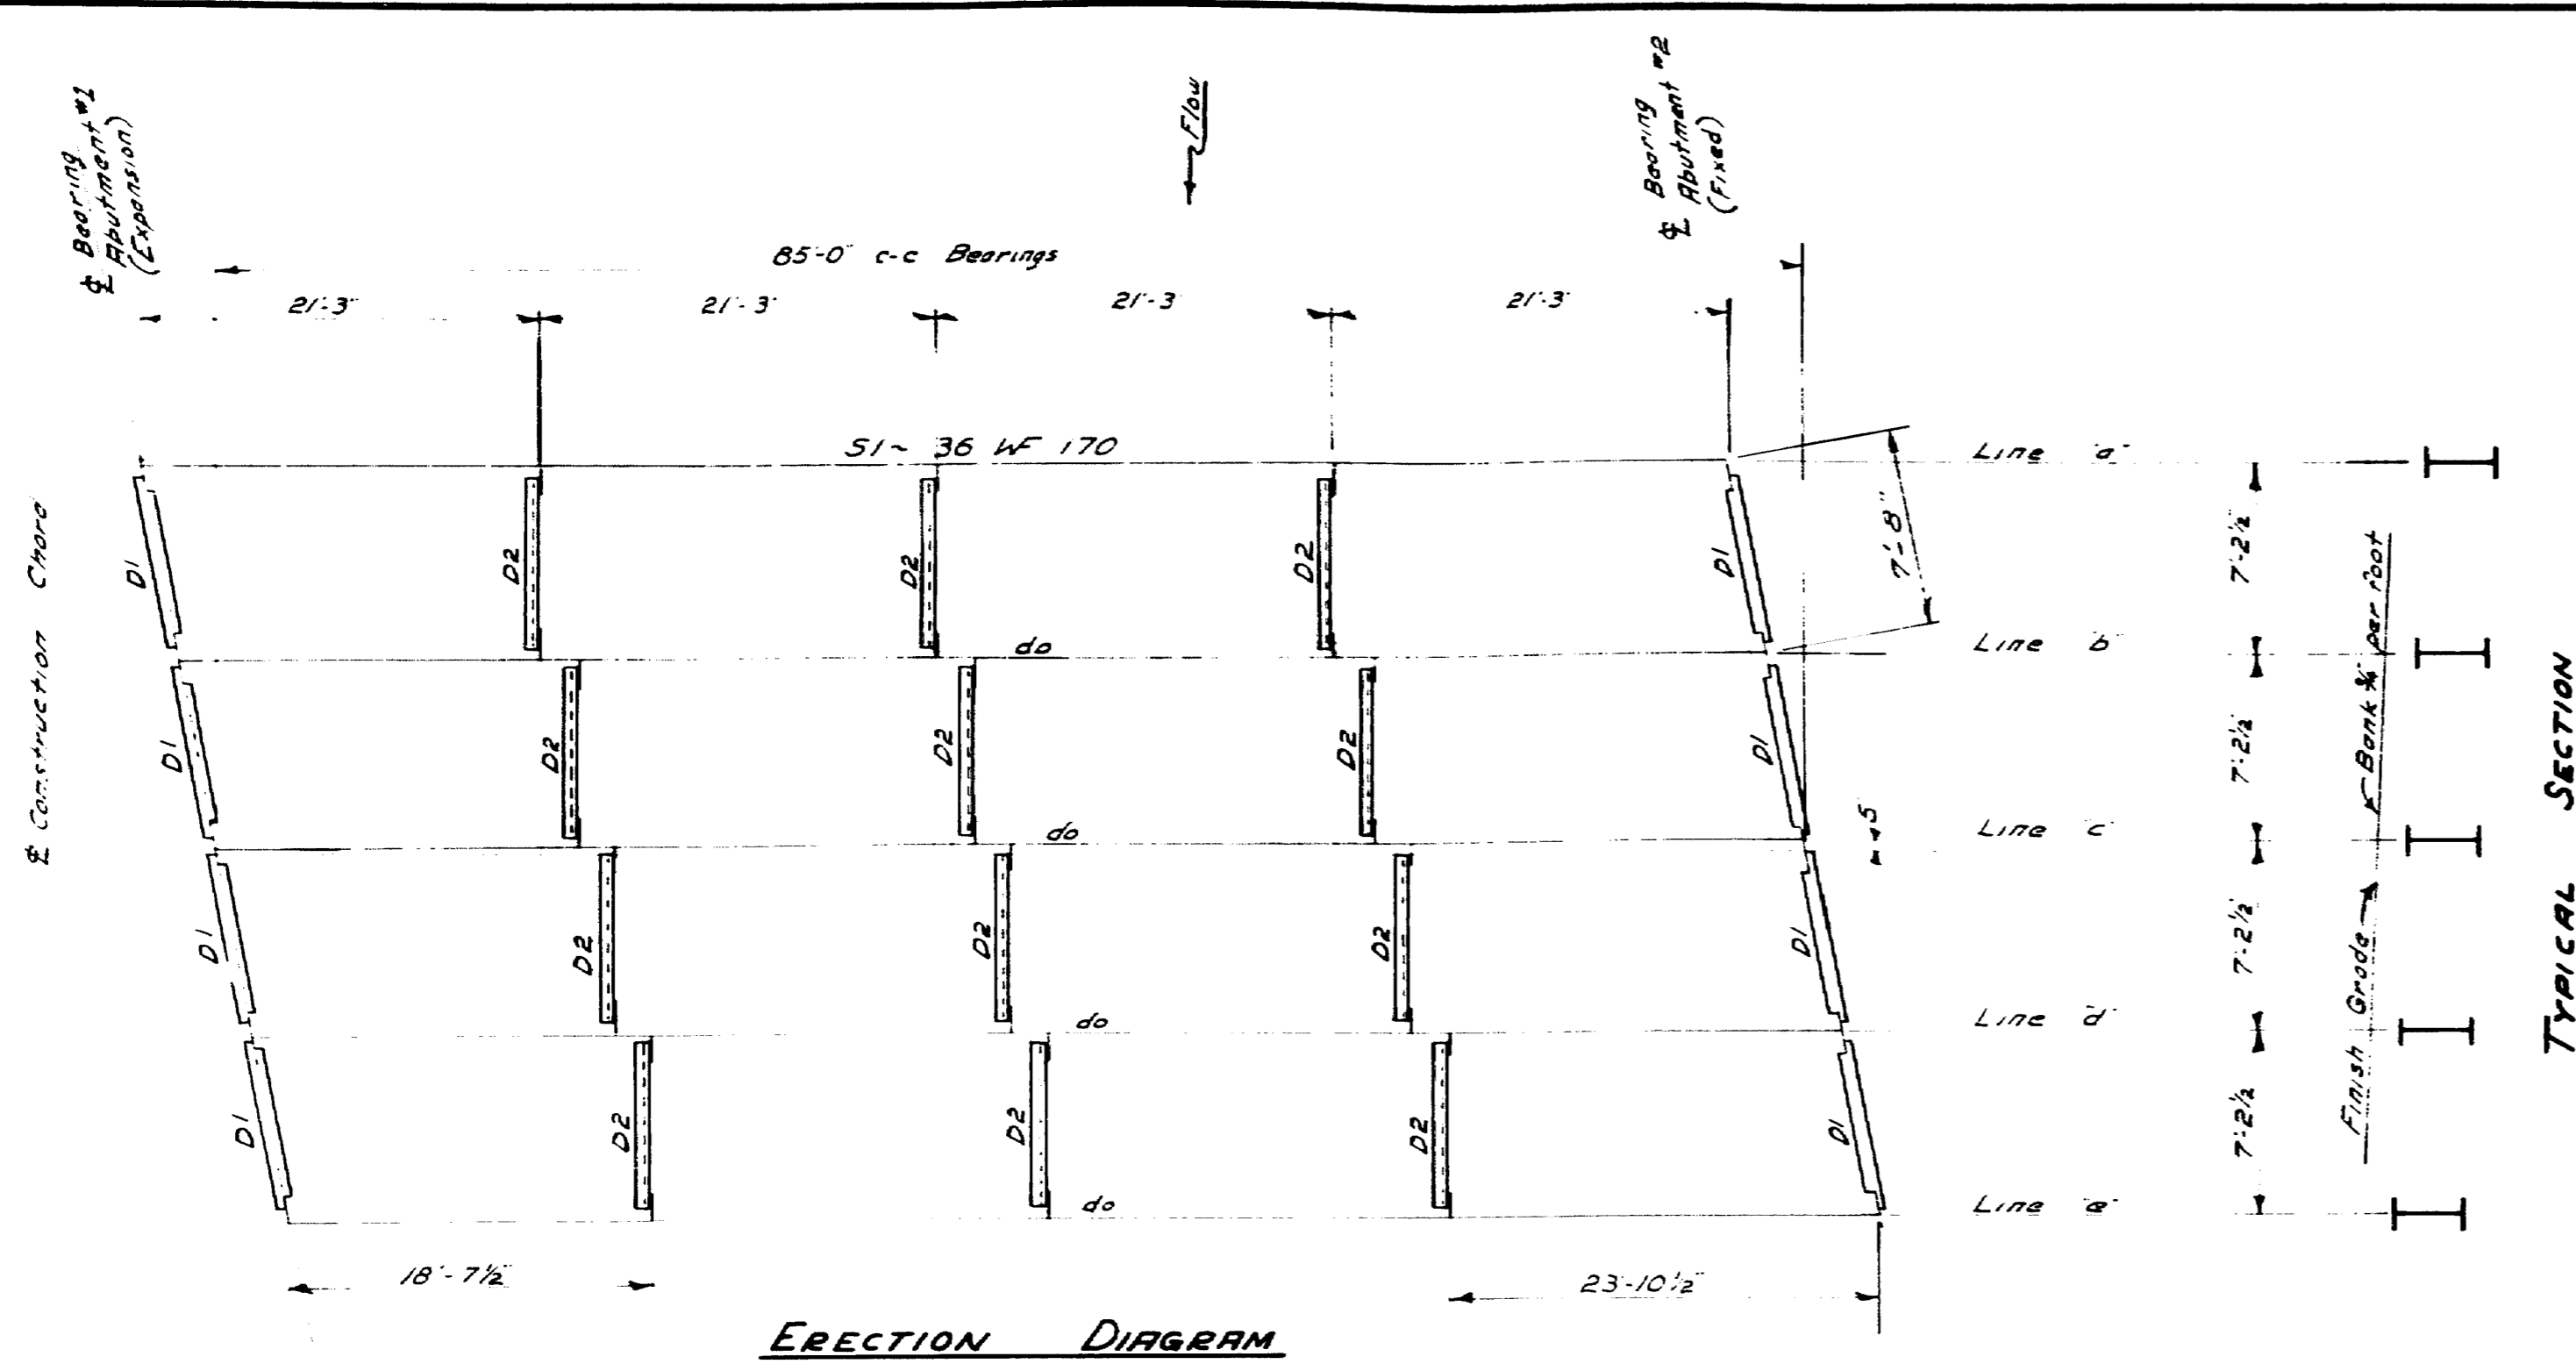 ℄ Bearing
Abutment #1
(Expansion)
Flow
℄ Bearing
Abutment #2
(Fixed)
85'-0" c-c Bearings
21'-3" 21'-3" 21'-3" 21'-3"
S1~ 36 WF 170
Line "a"
℄ Construction Chord
D1 D2 D2 D2 D1
7'-8"
7'-2½"
do
Line "b"
D1 D2 D2 D2 D1
7'-2½"
do
Line "c"
45
D1 D2 D2 D2 D1
7'-2½"
do
Line "d"
D1 D2 D2 D2 D1
7'-2½"
do
Line "e"
18'-7½"
23'-10½"
Finish Grade
per foot
Bank
TYPICAL SECTION
ERECTION DIAGRAM